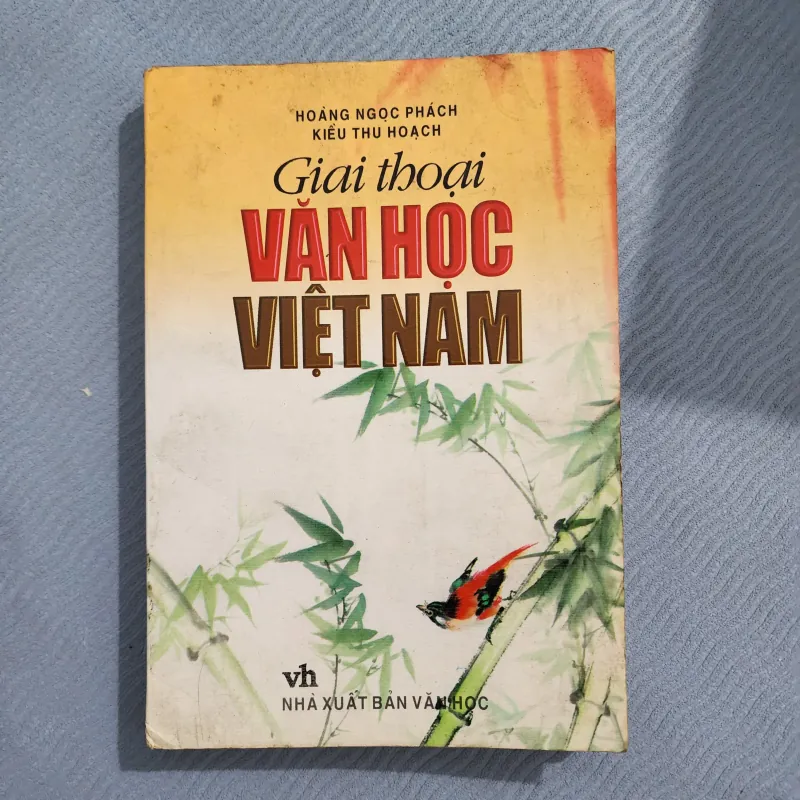 HOÀNG NGỌC PHÁCH
KIỀU THU HOẠCH
Giai thoại
VĂN HỌC
VIỆT NAM
vh
NHÀ XUẤT BẢN VĂN HỌC